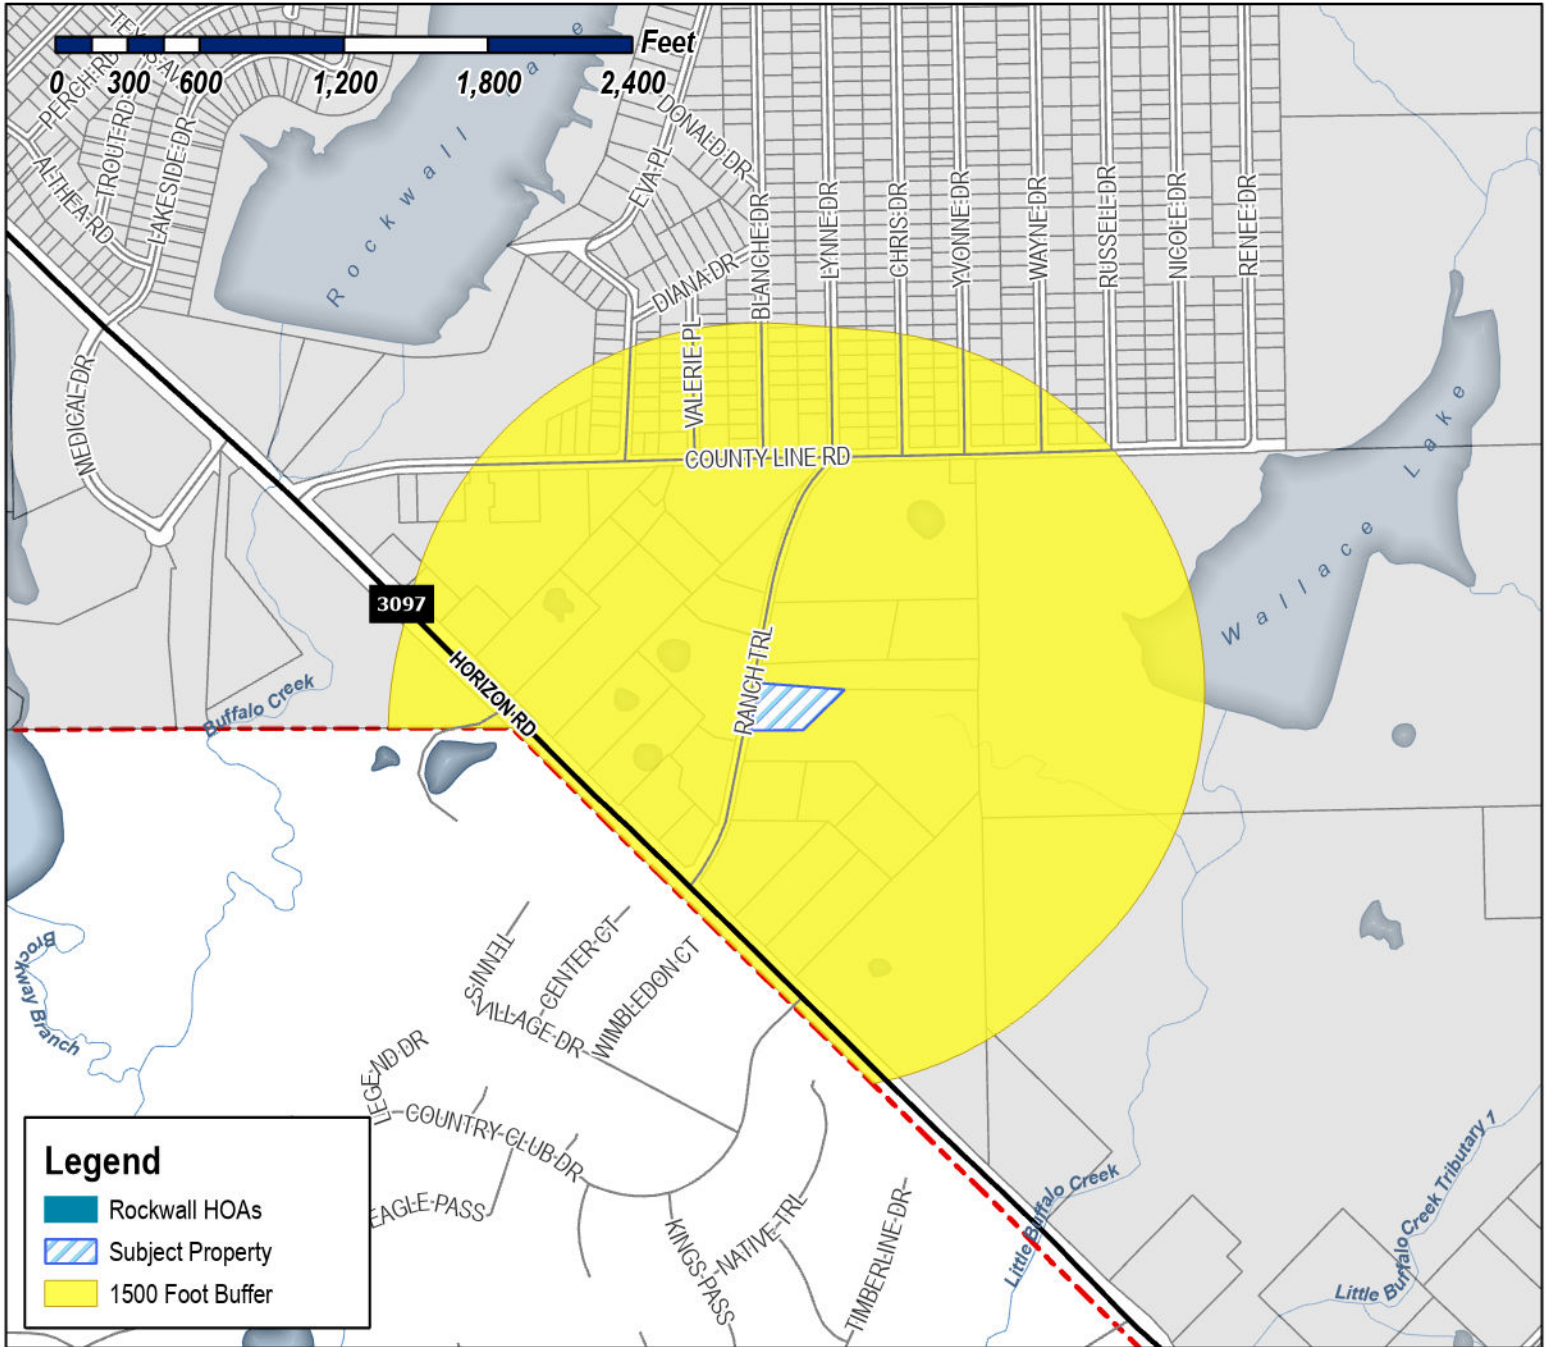 Feet
0 300 600 1,200 1,800 2,400
TEXAS AV
PERCH RD
TROUT RD
ALTHEA RD
LAKESIDE DR
Rockwall Lake
DONALD DR
EVA PL
DIANA DR
VALERIE PL
BLANCHE DR
LYNNE DR
CHRIS DR
YVONNE DR
WAYNE DR
RUSSELL DR
NICOLE DR
RENEE DR
MEDICAL DR
COUNTY LINE RD
Wallace Lake
3097
HORIZON RD
RANCH TRL
Buffalo Creek
Brockway Branch
TENNIS
VILLAGE DR
CENTER CT
WIMBLEDON CT
LEGEND DR
COUNTRY CLUB DR
EAGLE PASS
KINGS PASS
NATIVE TRL
TIMBERLINE DR
Little Buffalo Creek
Little Buffalo Creek Tributary 1
Legend
Rockwall HOAs
Subject Property
1500 Foot Buffer